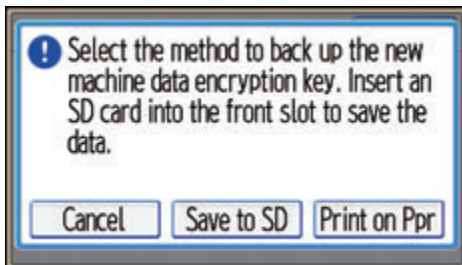 Select the method to back up the new
machine data encryption key. Insert an
SD card into the front slot to save the
data.
Cancel
Save to SD
Print on Ppr